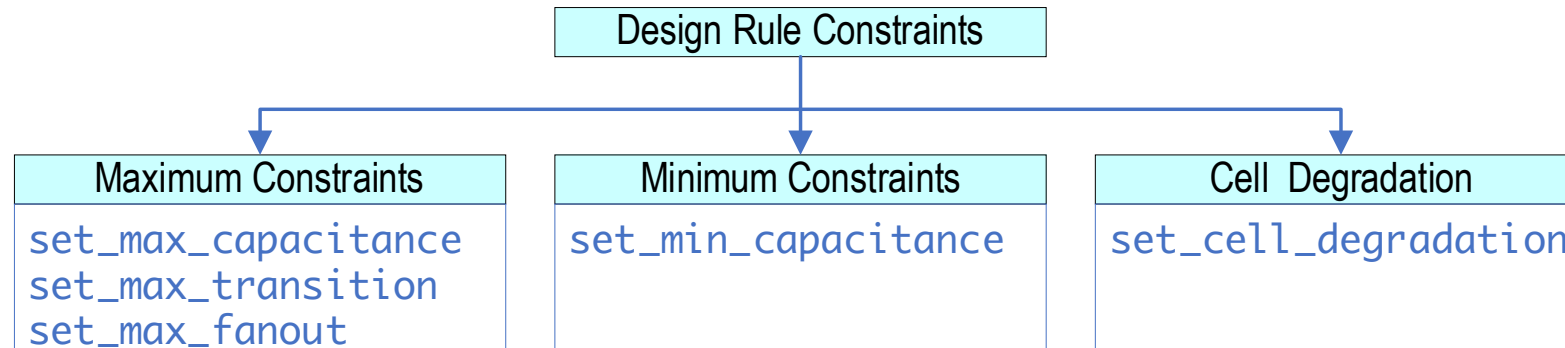 Design Rule Constraints
Maximum Constraints
set_max_capacitance
set_max_transition
set_max_fanout
Minimum Constraints
set_min_capacitance
Cell Degradation
set_cell_degradation